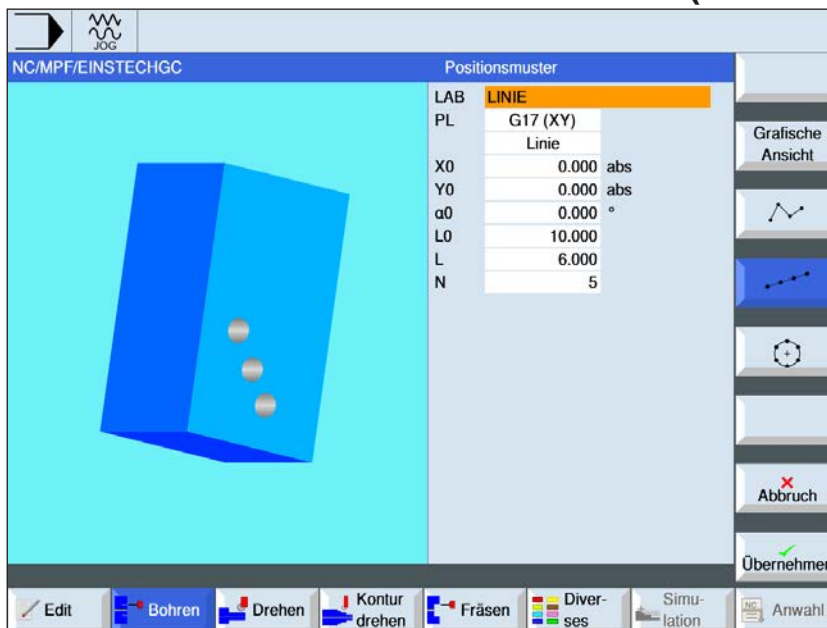 JOG
NC/MPF/EINSTECHGC
Positionsmuster
LAB LINIE
PL G17 (XY)
Linie
X0 0.000 abs
Y0 0.000 abs
α0 0.000 °
L0 10.000
L 6.000
N 5
Grafische
Ansicht
Abbruch
Übernehmen
Edit
Bohren
Drehen
Kontur
drehen
Fräsen
Diver-
ses
Simu-
lation
NC
Anwahl